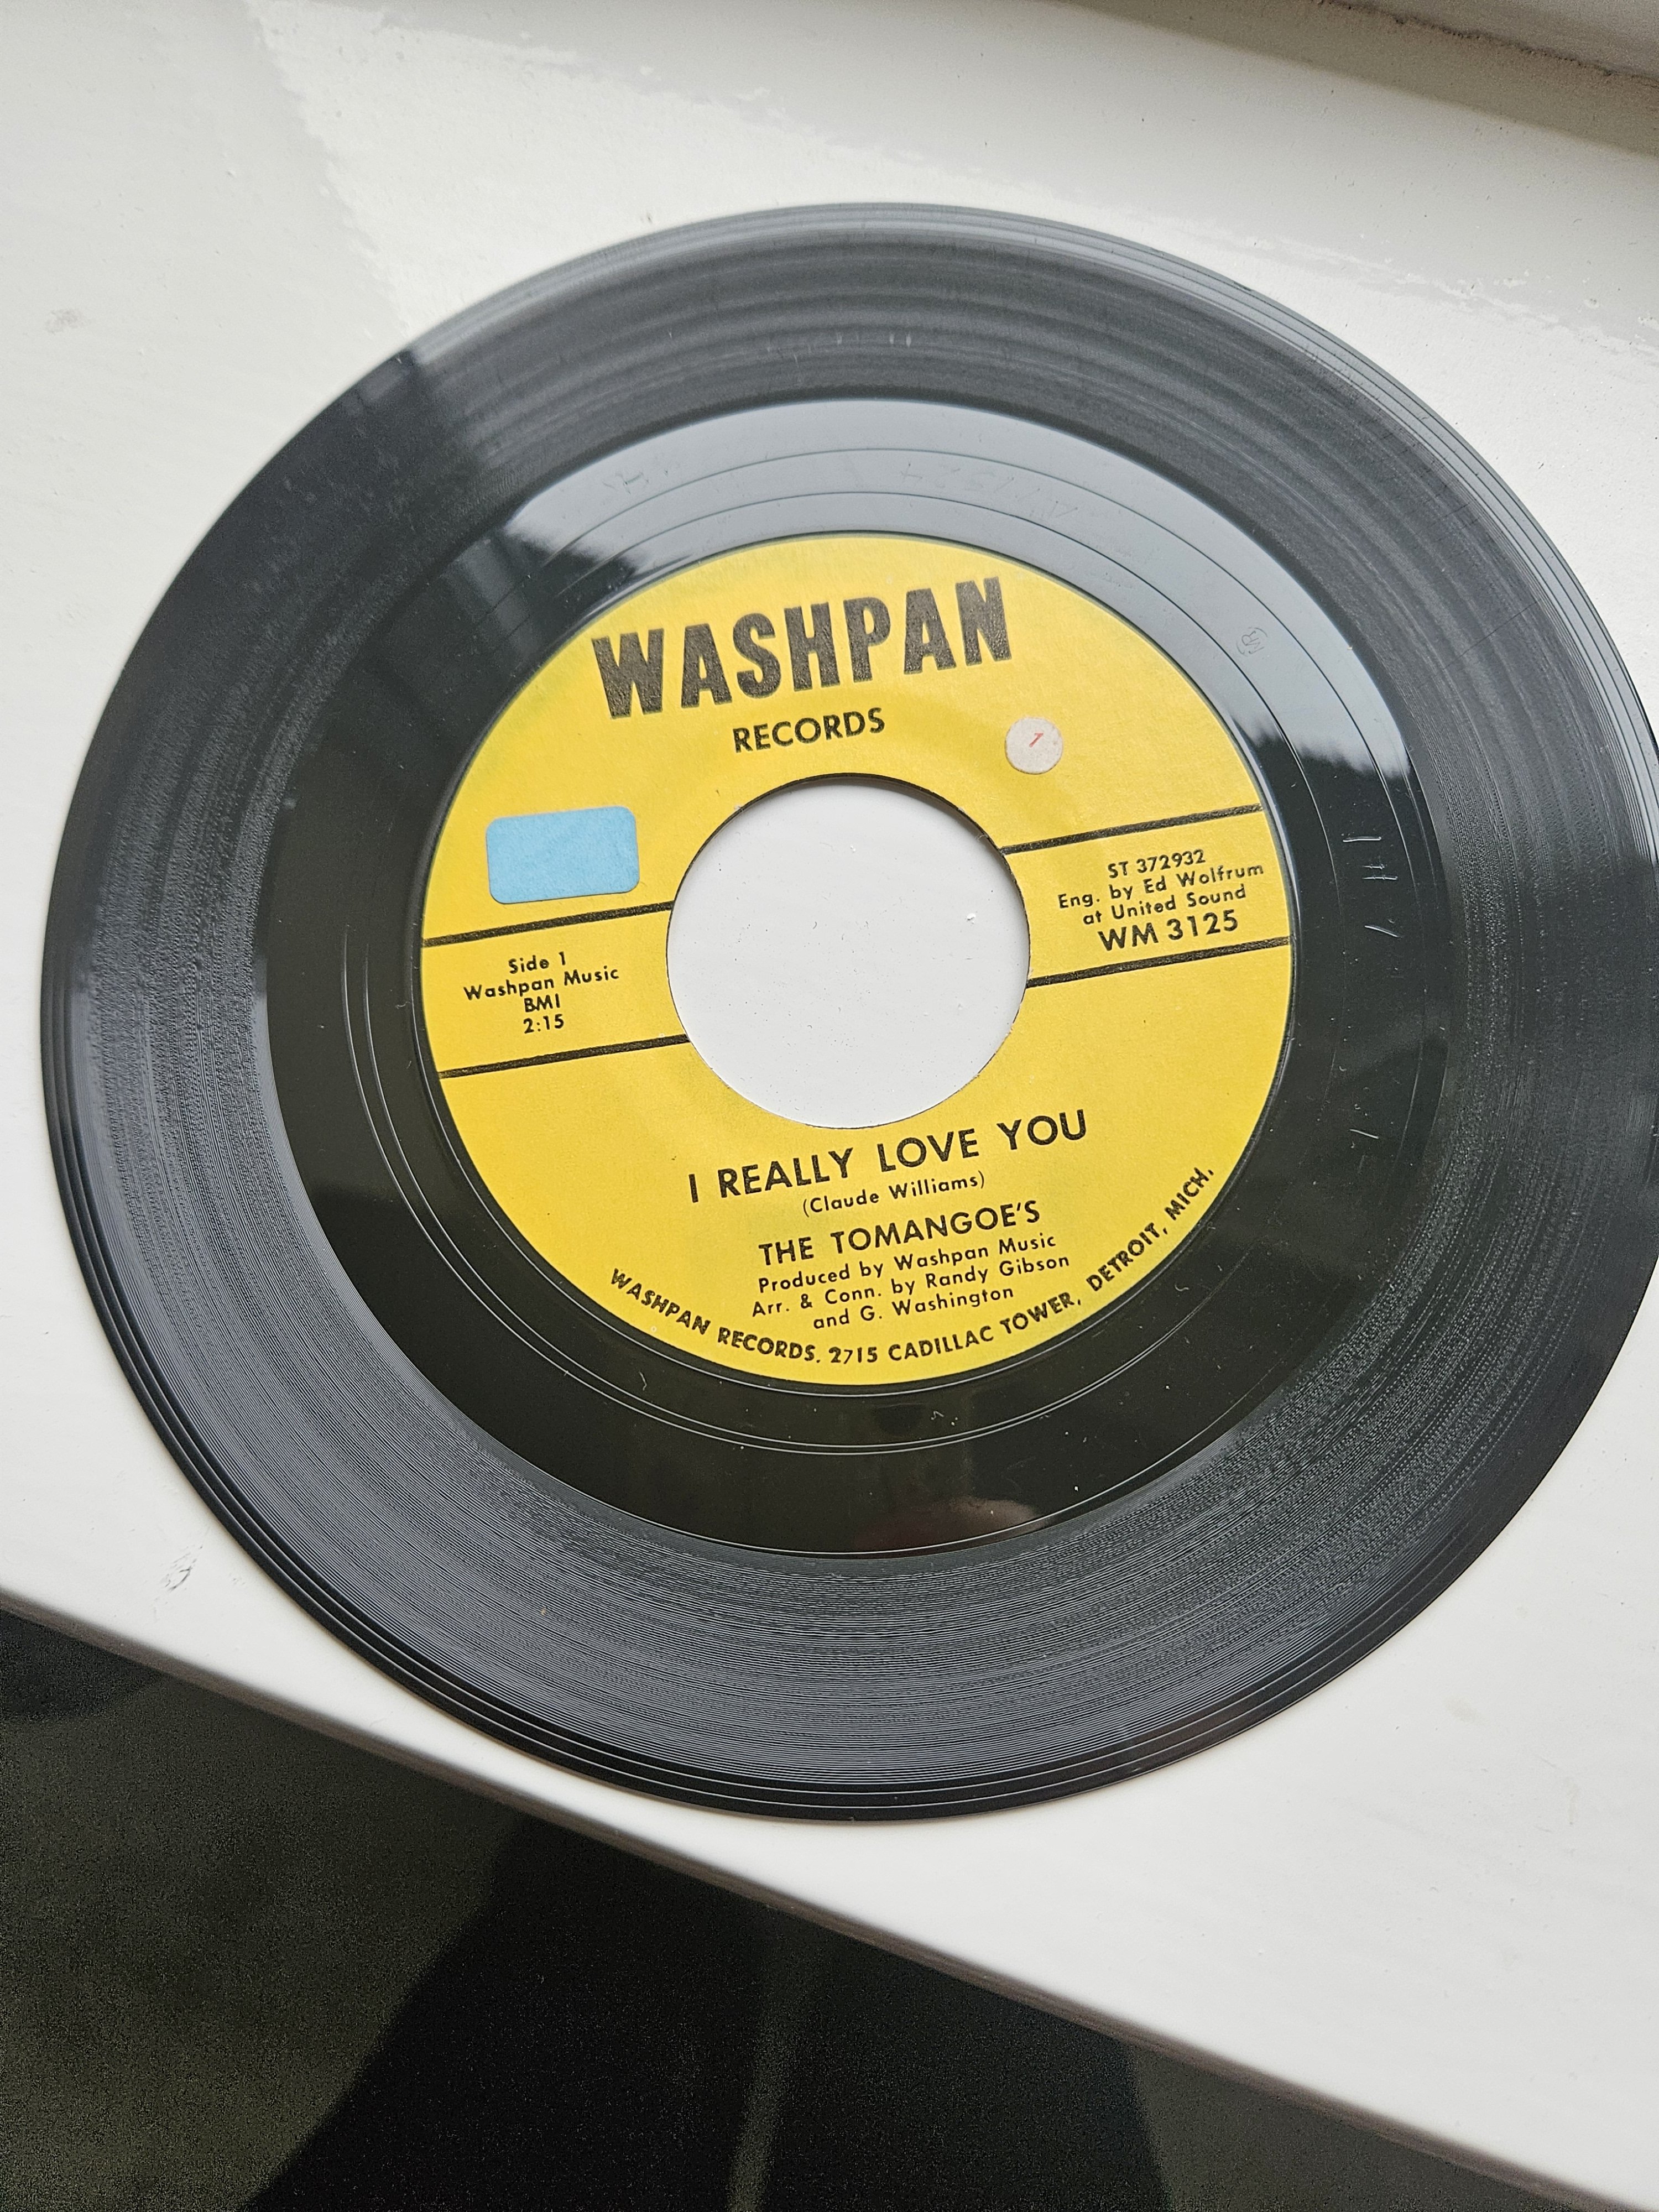 WASHPAN
RECORDS
1
ST 372932
Eng. by Ed Wolfrum
at United Sound
WM 3125
Side 1
Washpan Music
BMI
2:15
I REALLY LOVE YOU
(Claude Williams)
THE TOMANGOE'S
Produced by Washpan Music
Arr. & Conn. by Randy Gibson
and G. Washington
WASHPAN RECORDS. 2715 CADILLAC TOWER, DETROIT, MICH.